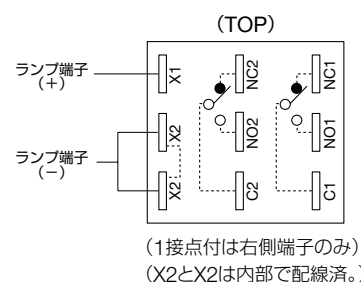 (TOP)
ランプ端子
(+)
X1
NC2
NC1
X2
NO2
NO1
ランプ端子
(−)
X2
C2
C1
(1接点付は右側端子のみ)
(X2とX2は内部で配線済。)